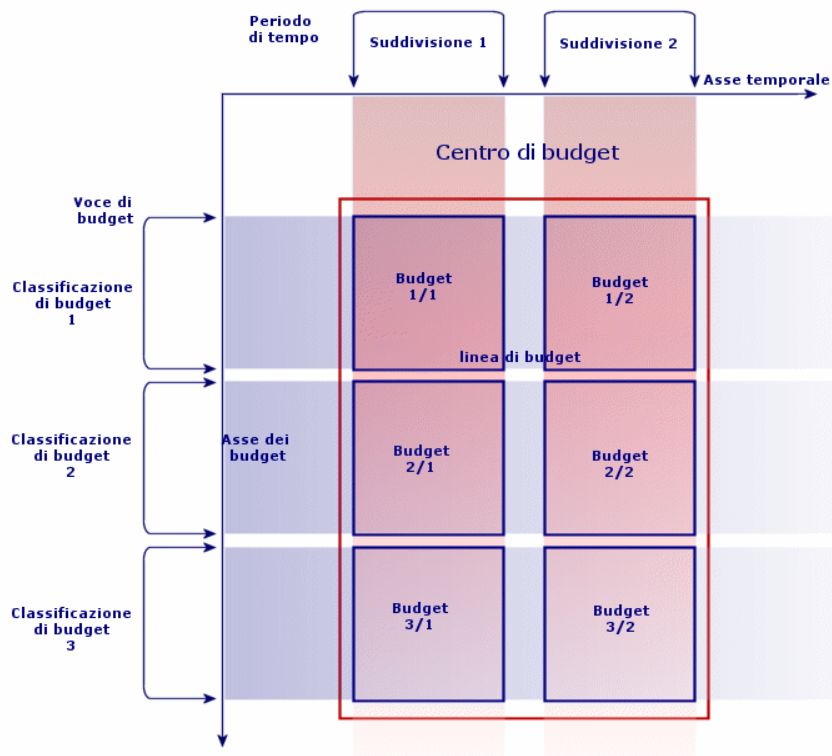 Periodo
di tempo
Suddivisione 1
Suddivisione 2
Asse temporale
Centro di budget
Voce di
budget
Classificazione
di budget
1
Budget
1/1
Budget
1/2
linea di budget
Classificazione
di budget
2
Asse dei
budget
Budget
2/1
Budget
2/2
Classificazione
di budget
3
Budget
3/1
Budget
3/2